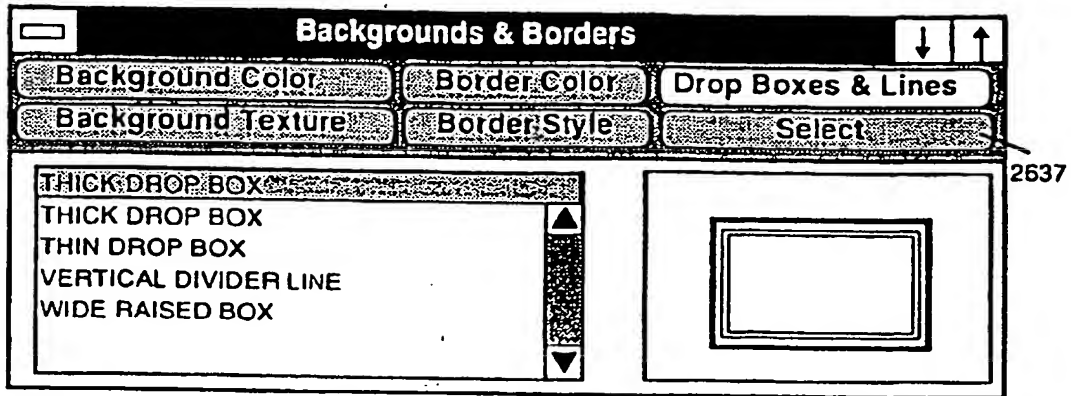 Backgrounds & Borders
Background Color Border Color Drop Boxes & Lines
Background Texture Border Style Select
2637
THICK DROP BOX
THICK DROP BOX
THIN DROP BOX
VERTICAL DIVIDER LINE
WIDE RAISED BOX